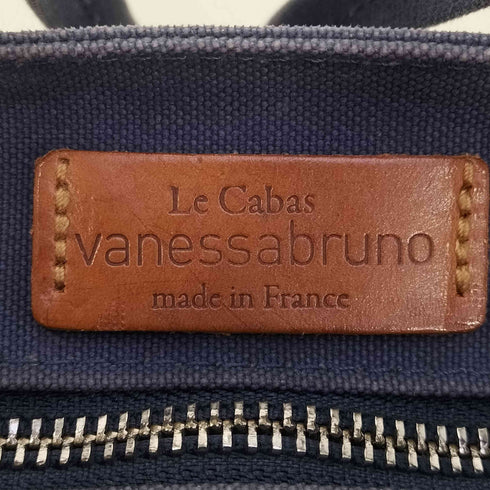 Le Cabas
vanessabruno
made in France